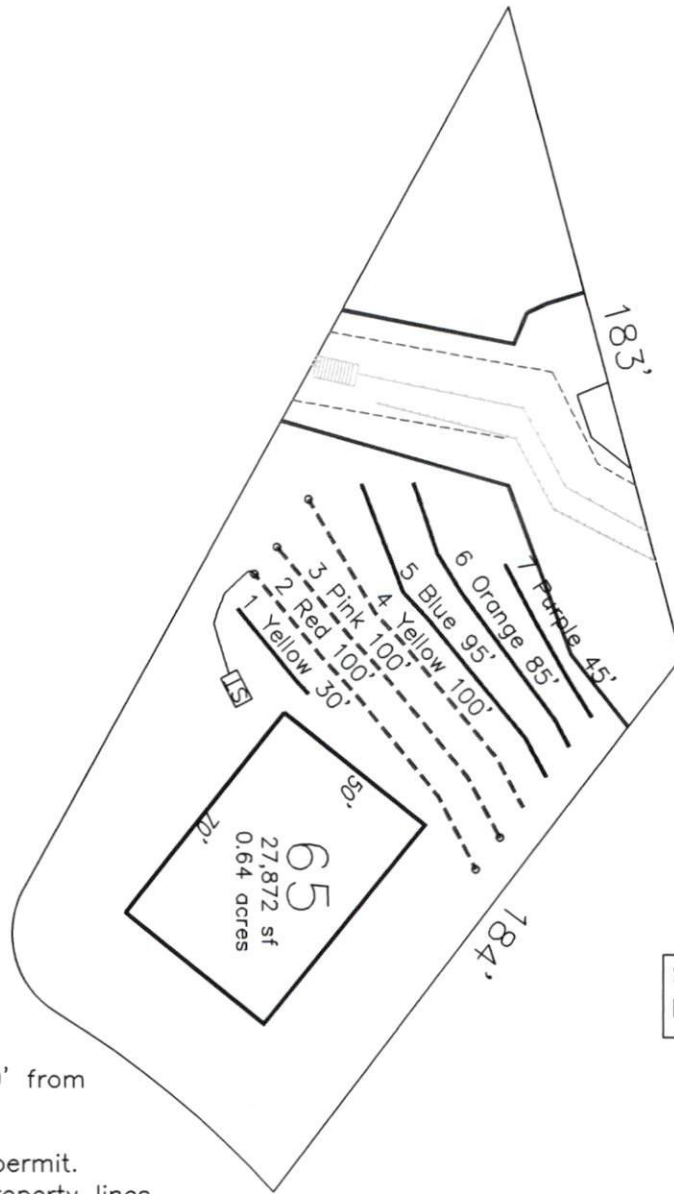 183'
7 Purple 45'
6 Orange 85'
5 Blue 95'
4 Yellow 100'
3 Pink 100'
2 Red 100'
1 Yellow 30'
ST
50'
70'
65
27,872 sf
0.64 acres
184'
' from
permit.